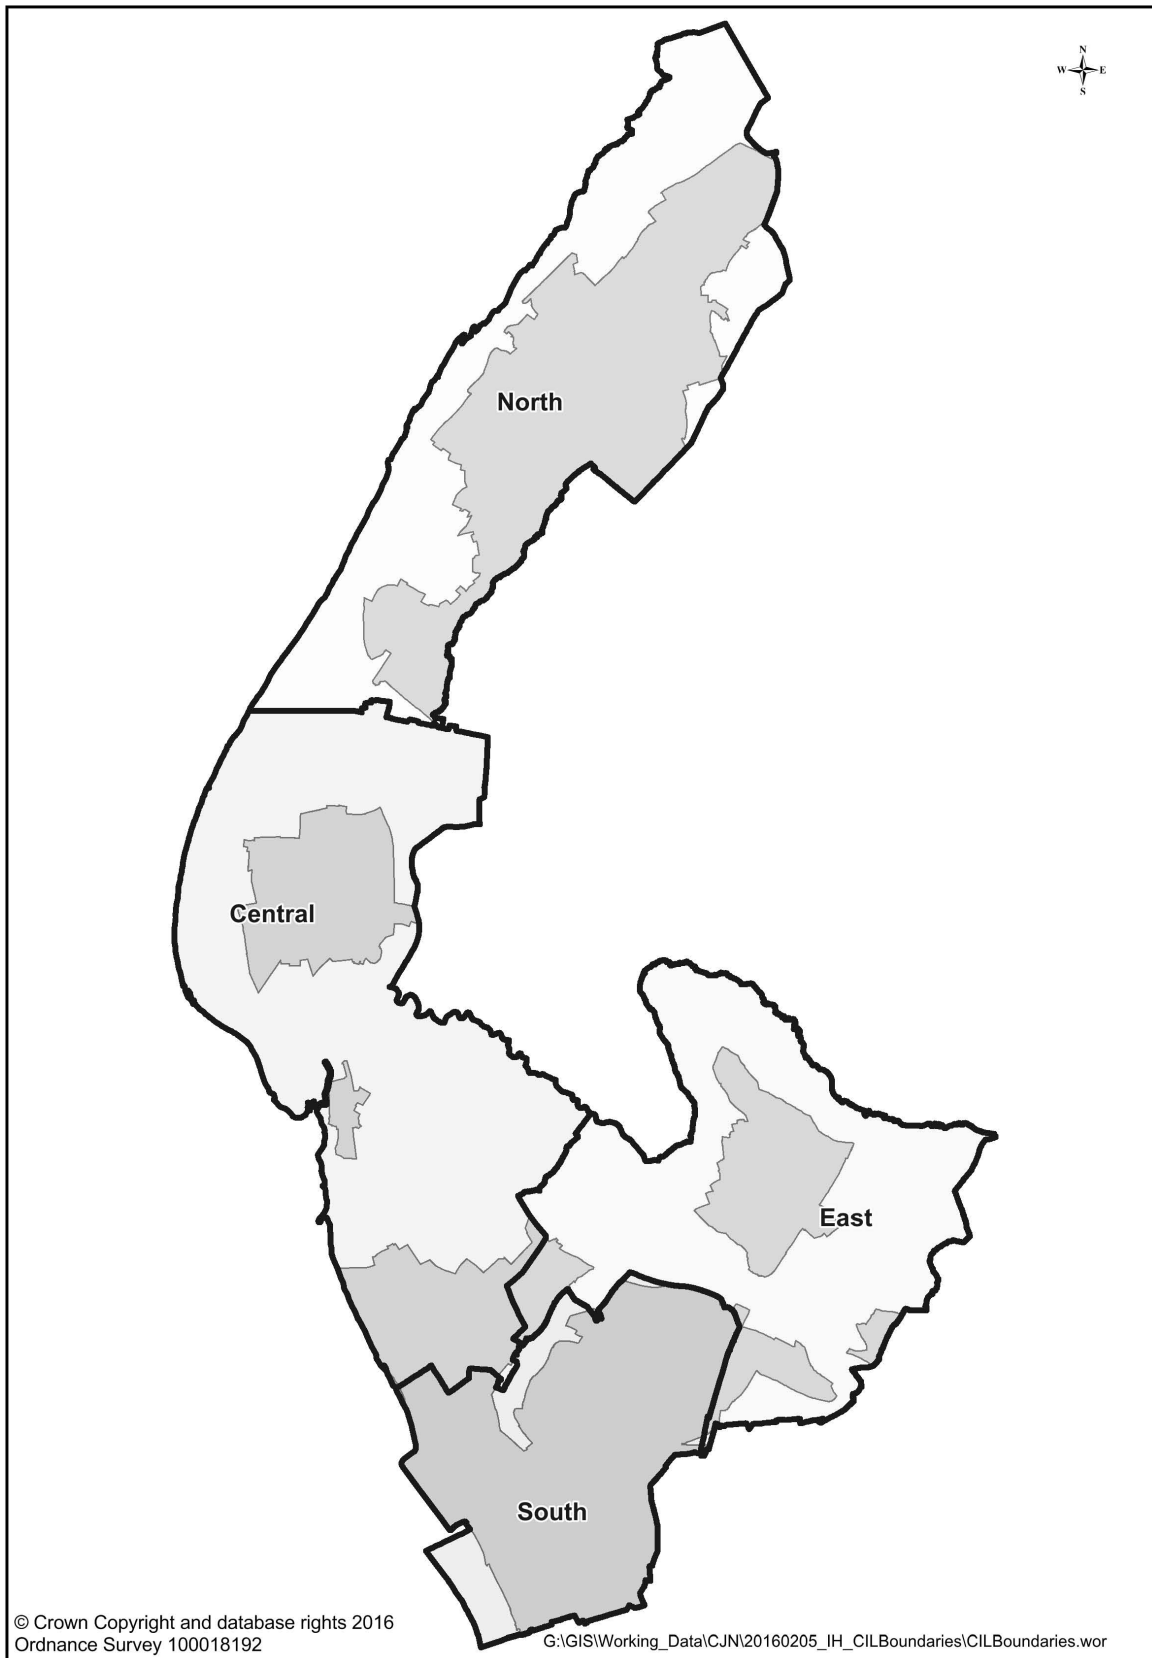 N
W E
S
North
Central
East
South
© Crown Copyright and database rights 2016
Ordnance Survey 100018192
G:\GIS\Working_Data\CJN\20160205_IH_CILBoundaries\CILBoundaries.wor